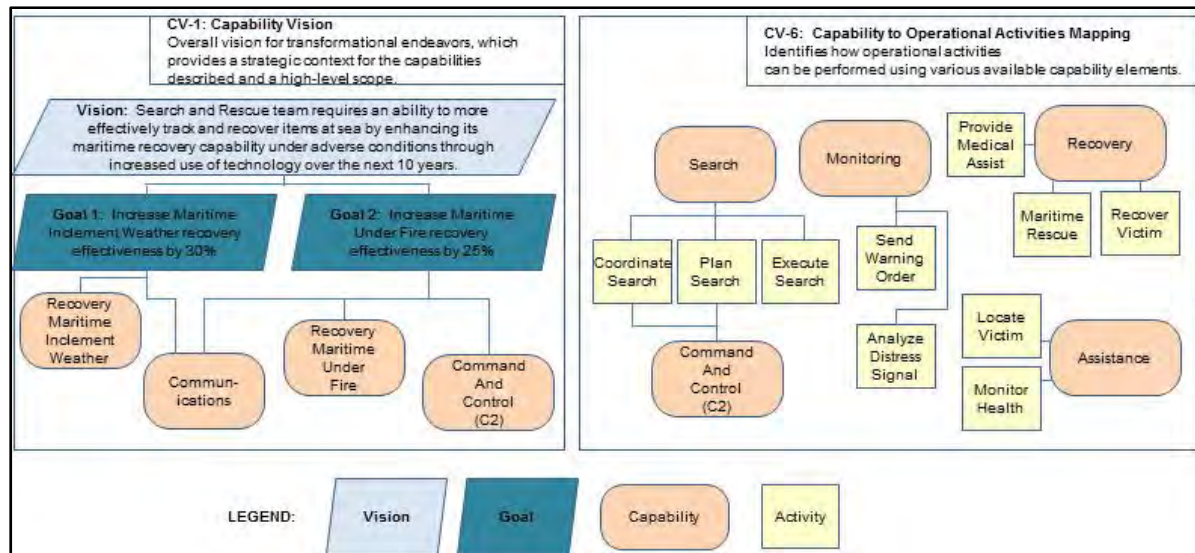 CV-1: Capability Vision
Overall vision for transformational endeavors, which
provides a strategic context for the capabilities
described and a high-level scope.
Vision: Search and Rescue team requires an ability to more
effectively track and recover items at sea by enhancing its
maritime recovery capability under adverse conditions through
increased use of technology over the next 10 years.
Goal 1: Increase Maritime
Inclement Weather recovery
effectiveness by 30%
Goal 2: Increase Maritime
Under Fire recovery
effectiveness by 25%
Recovery
Maritime
Inclement
Weather
Commun-
ications
Recovery
Maritime
Under
Fire
Command
And
Control
(C2)
CV-6: Capability to Operational Activities Mapping
Identifies how operational activities
can be performed using various available capability elements.
Search
Monitoring
Provide
Medical
Assist
Recovery
Maritime
Rescue
Recover
Victim
Coordinate
Search
Plan
Search
Execute
Search
Send
Warning
Order
Command
And
Control
(C2)
Analyze
Distress
Signal
Locate
Victim
Monitor
Health
Assistance
LEGEND:
Vision
Goal
Capability
Activity